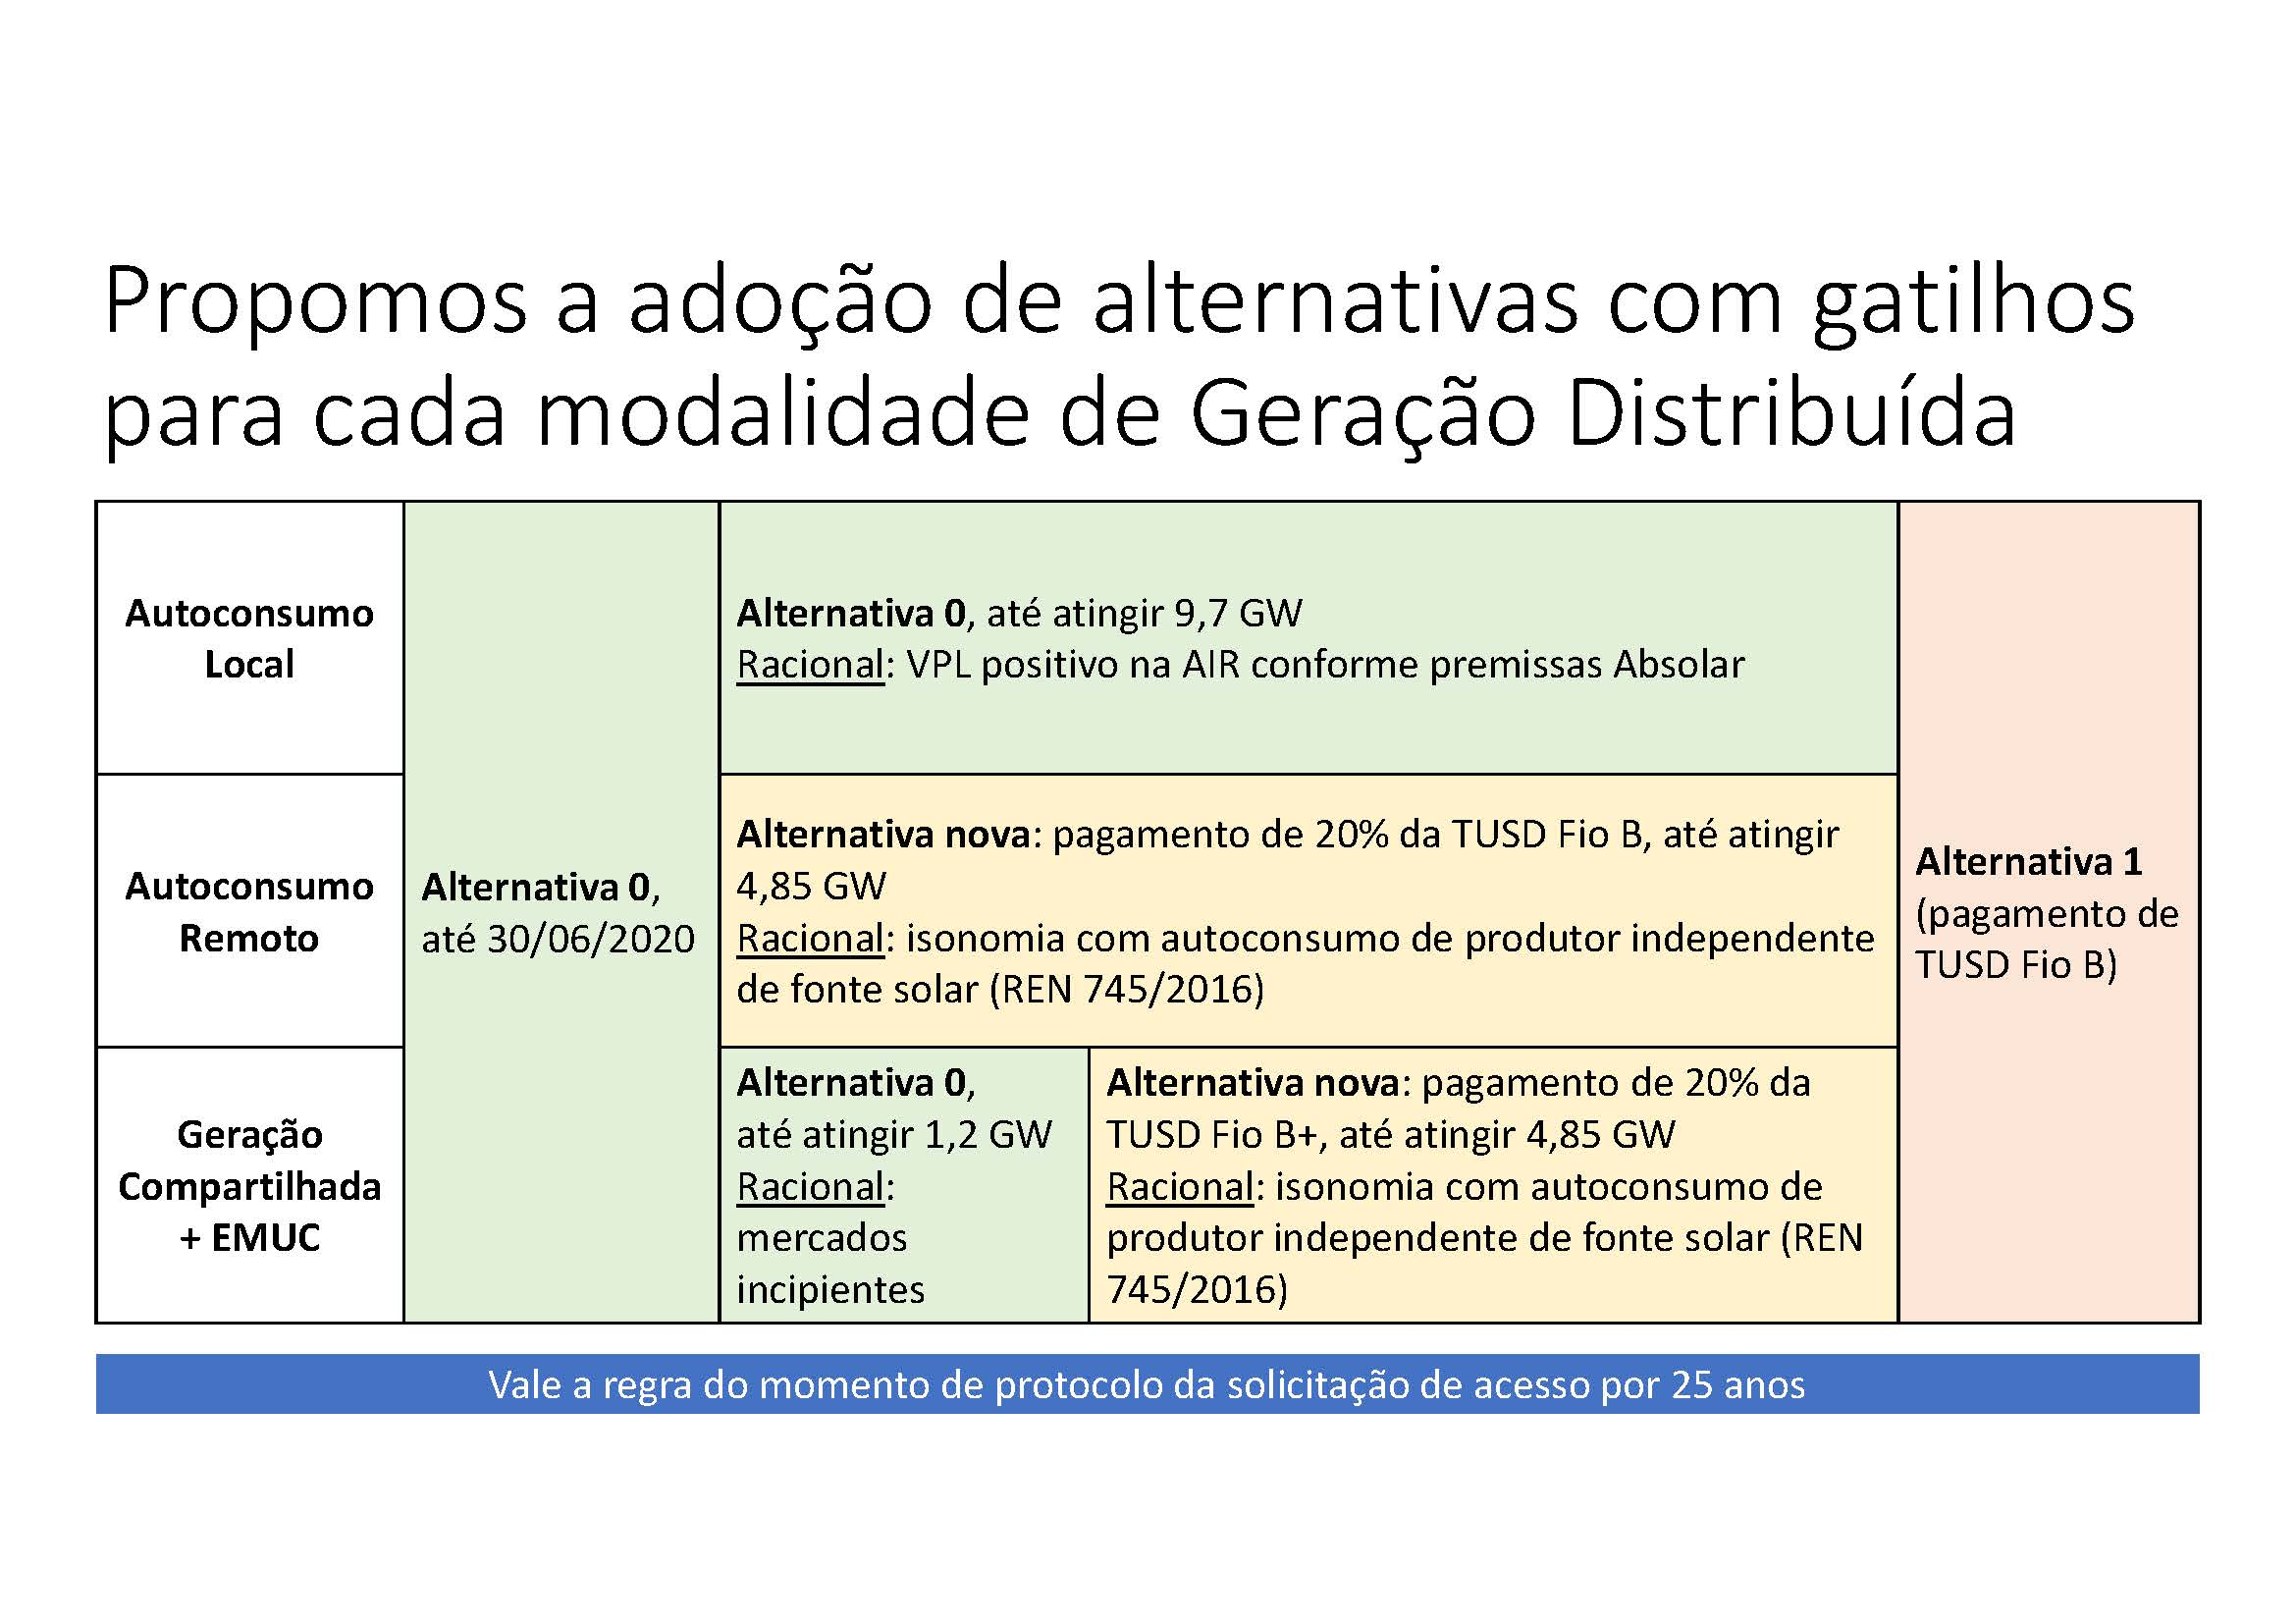 Propomos a adoção de alternativas com gatilhos
para cada modalidade de Geração Distribuída
Autoconsumo
Local
Alternativa 0,
até 30/06/2020
Alternativa 0, até atingir 9,7 GW
Racional: VPL positivo na AIR conforme premissas Absolar
Alternativa 1
(pagamento de
TUSD Fio B)
Autoconsumo
Remoto
Alternativa nova: pagamento de 20% da TUSD Fio B, até atingir
4,85 GW
Racional: isonomia com autoconsumo de produtor independente
de fonte solar (REN 745/2016)
Geração
Compartilhada
+ EMUC
Alternativa 0,
até atingir 1,2 GW
Racional:
mercados
incipientes
Alternativa nova: pagamento de 20% da
TUSD Fio B+, até atingir 4,85 GW
Racional: isonomia com autoconsumo de
produtor independente de fonte solar (REN
745/2016)
Vale a regra do momento de protocolo da solicitação de acesso por 25 anos